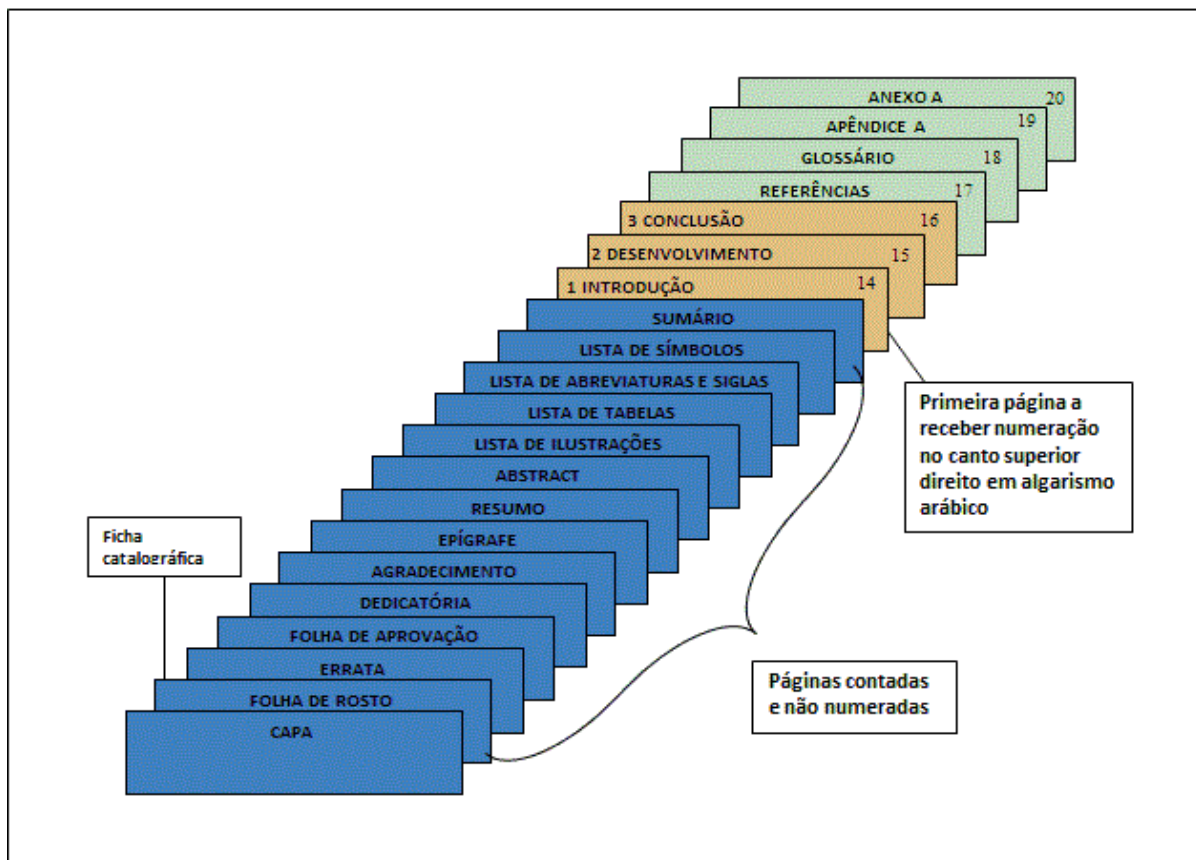 ANEXO A 20
APÊNDICE A 19
GLOSSÁRIO 18
REFERÊNCIAS 17
3 CONCLUSÃO 16
2 DESENVOLVIMENTO 15
1 INTRODUÇÃO 14
SUMÁRIO
LISTA DE SÍMBOLOS
LISTA DE ABREVIATURAS E SIGLAS
LISTA DE TABELAS
LISTA DE ILUSTRAÇÕES
ABSTRACT
RESUMO
EPÍGRAFE
AGRADECIMENTO
DEDICATÓRIA
FOLHA DE APROVAÇÃO
ERRATA
FOLHA DE ROSTO
CAPA
Ficha
catalográfica
Primeira página a
receber numeração
no canto superior
direito em algarismo
arábico
Páginas contadas
e não numeradas